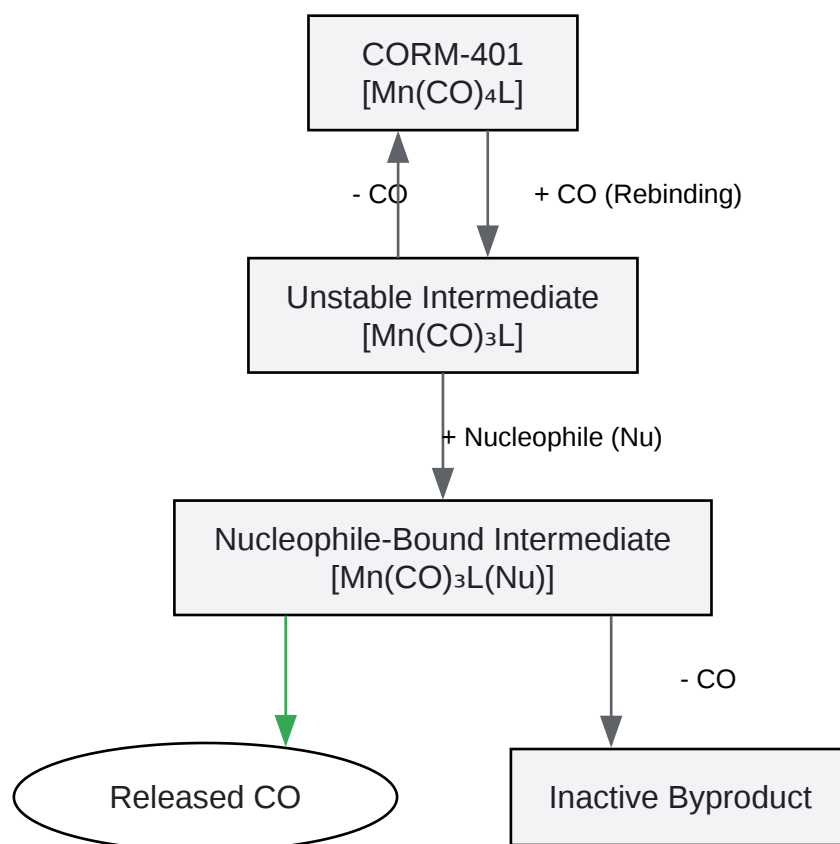 CORM-401
[Mn(CO)₄L]
- CO
+ CO (Rebinding)
Unstable Intermediate
[Mn(CO)₃L]
+ Nucleophile (Nu)
Nucleophile-Bound Intermediate
[Mn(CO)₃L(Nu)]
- CO
Released CO
Inactive Byproduct